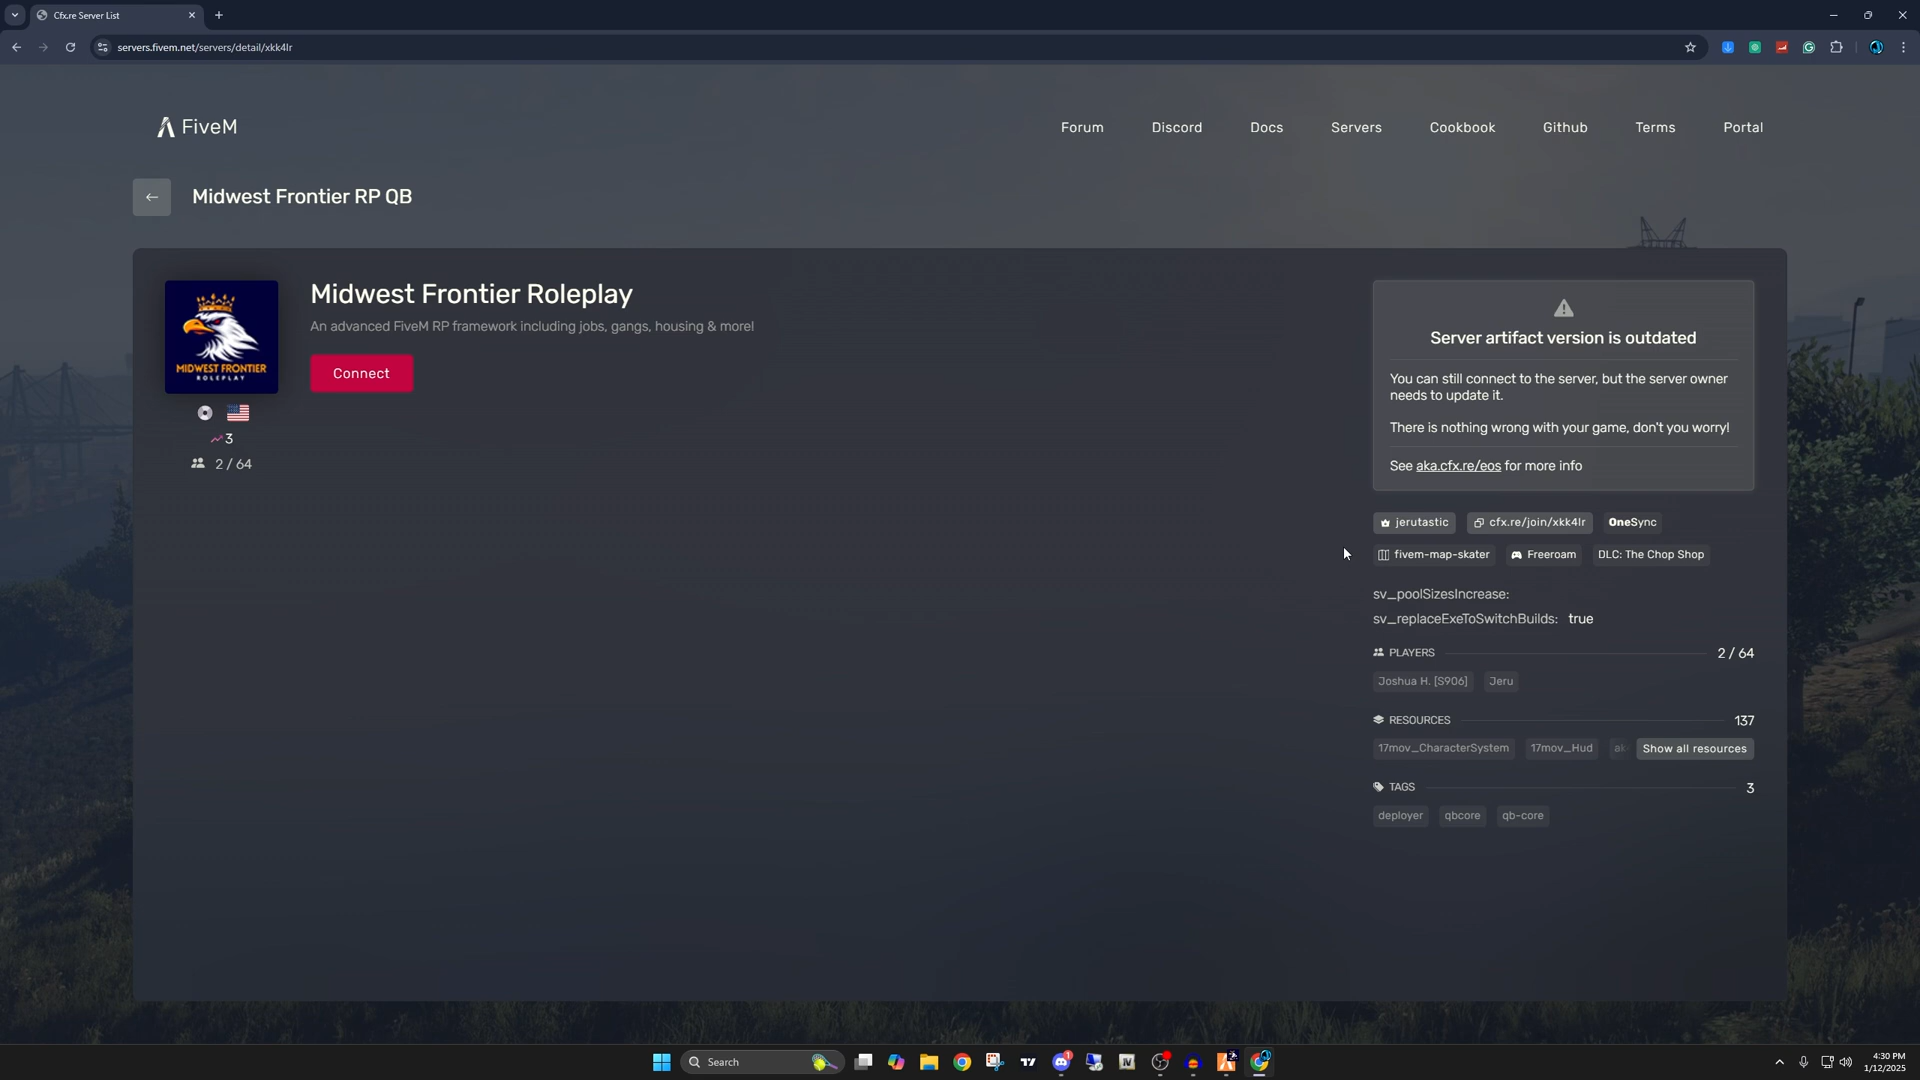 Cfx.re Server List
servers.fivem.net/servers/detail/xkk4lr
FiveM
Forum
Discord
Docs
Servers
Cookbook
Github
Terms
Portal
Midwest Frontier RP QB
MIDWEST FRONTIER
ROLEPLAY
3
2 / 64
Midwest Frontier Roleplay
An advanced FiveM RP framework including jobs, gangs, housing & more!
Connect
Server artifact version is outdated
You can still connect to the server, but the server owner
needs to update it.
There is nothing wrong with your game, don't you worry!
See aka.cfx.re/eos for more info
jerutastic
cfx.re/join/xkk4lr
OneSync
fivem-map-skater
Freeroam
DLC: The Chop Shop
sv_poolSizesIncrease:
sv_replaceExeToSwitchBuilds: true
PLAYERS 2 / 64
Joshua H. [S906]
Jeru
RESOURCES 137
17mov_CharacterSystem
17mov_Hud
Show all resources
TAGS 3
deployer
qbcore
qb-core
Search
1
4:30 PM
1/12/2025